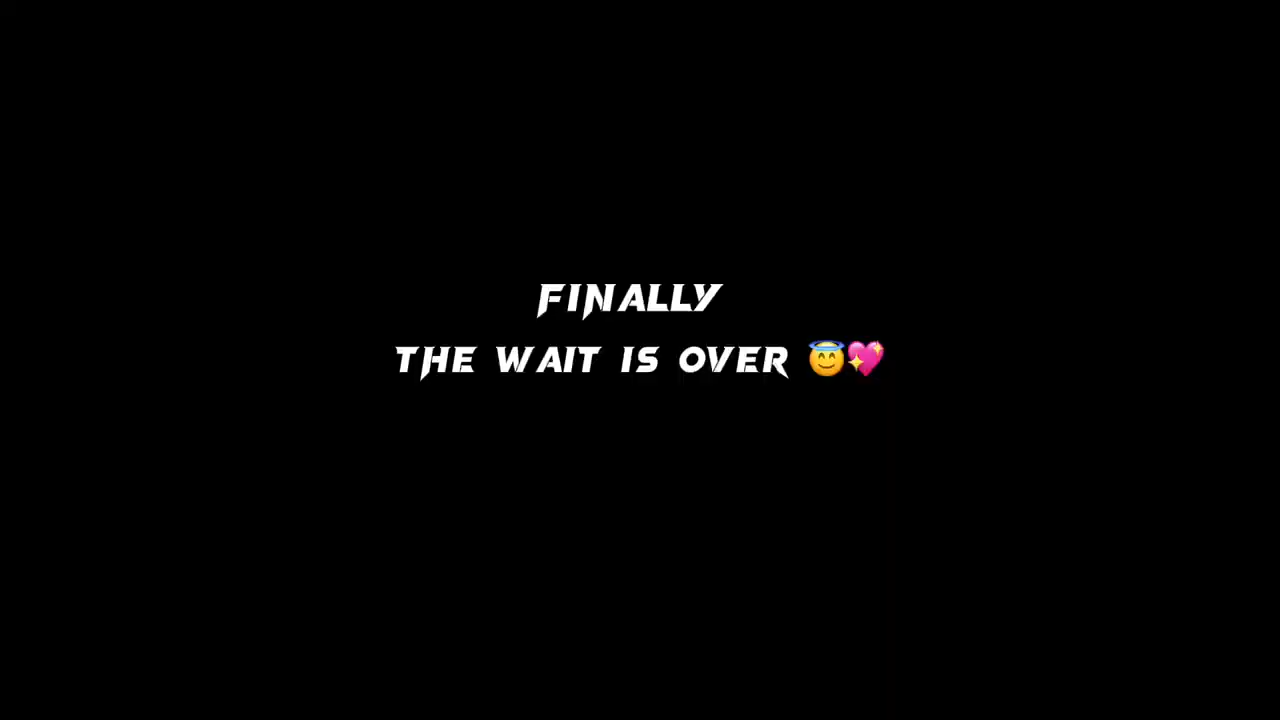 FINALLY
THE WAIT IS OVER 😇💖